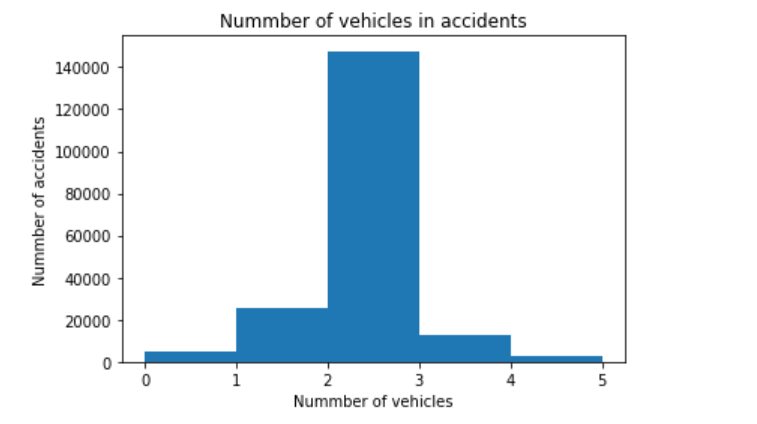 Nummber of vehicles in accidents
Nummber of accidents
140000
120000
100000
80000
60000
40000
20000
0
0 1 2 3 4 5
Nummber of vehicles